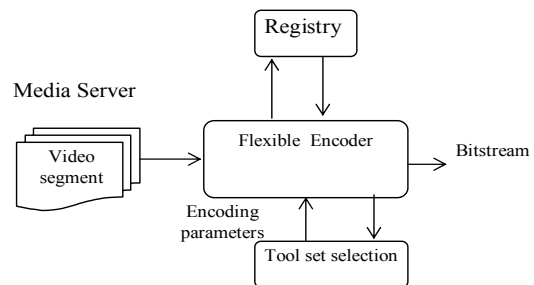 Registry
Media Server
Flexible Encoder
Video
segment
Bitstream
Encoding
parameters
Tool set selection